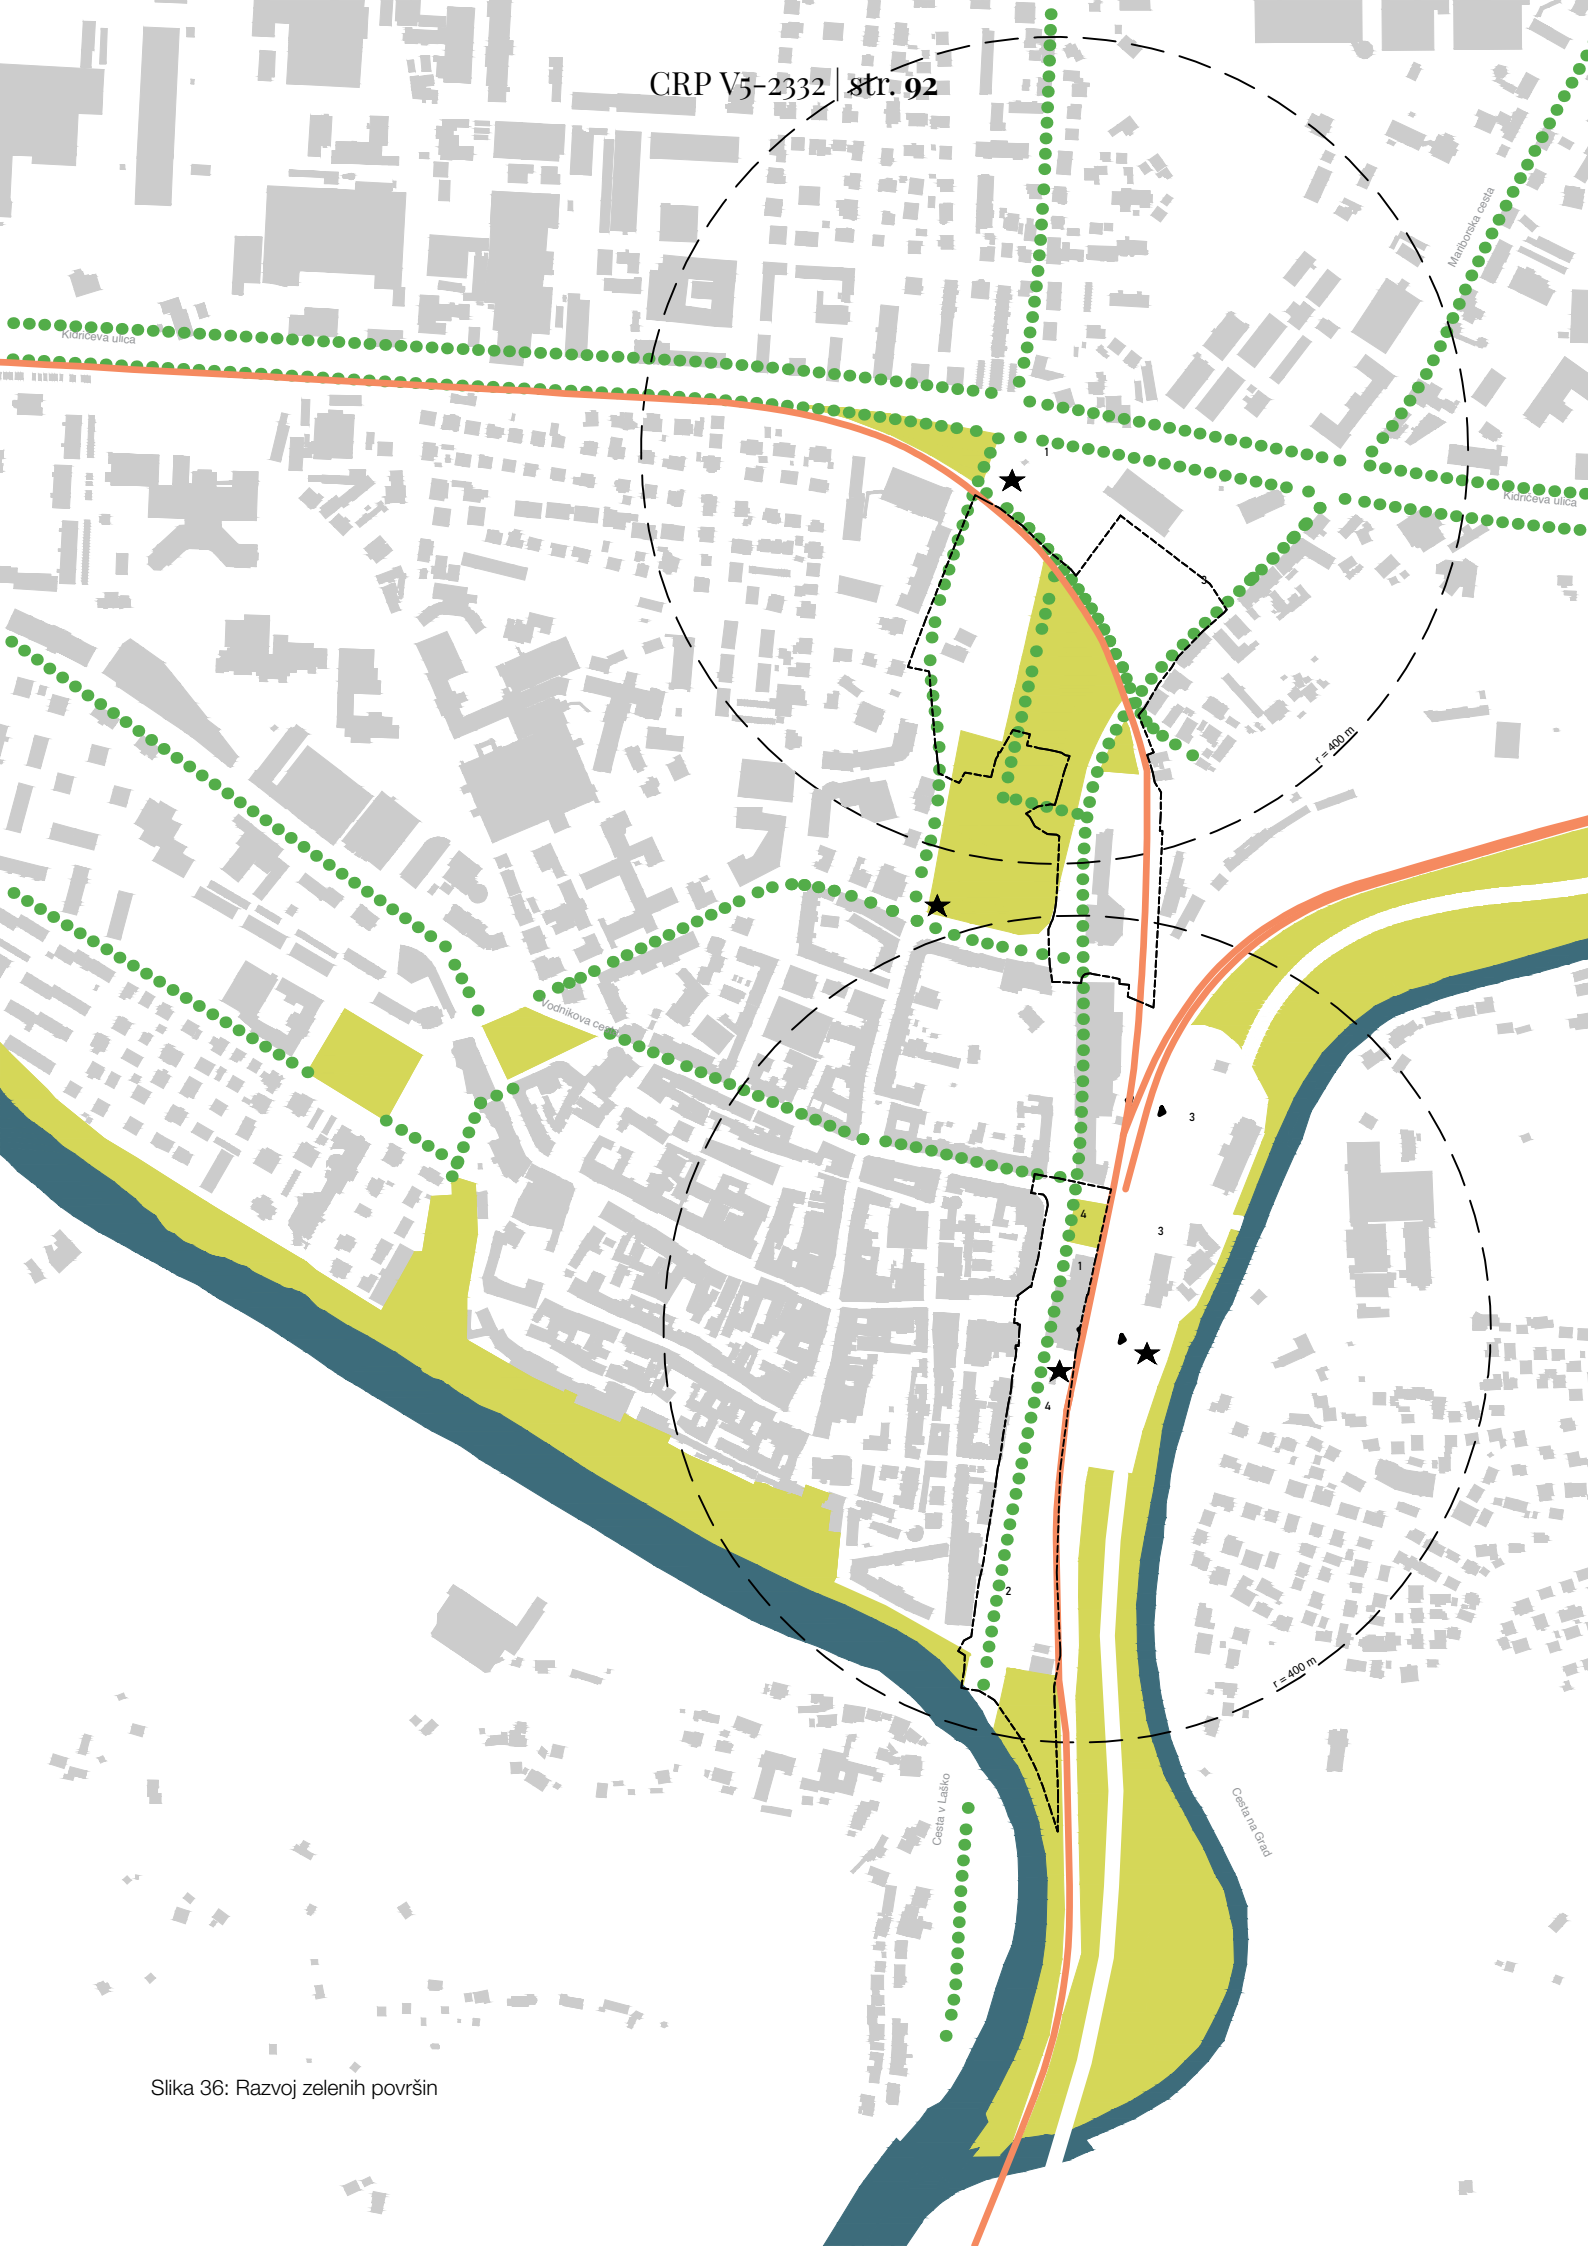 CRP V5-2332 | str. 92
Mariborska cesta
Kidričeva ulica
1
Kidričeva ulica
3
r = 400 m
Vodnikova cesta
3
4
3
1
4
2
r = 400 m
Cesta v Laško
Cesta na Grad
Slika 36: Razvoj zelenih površin